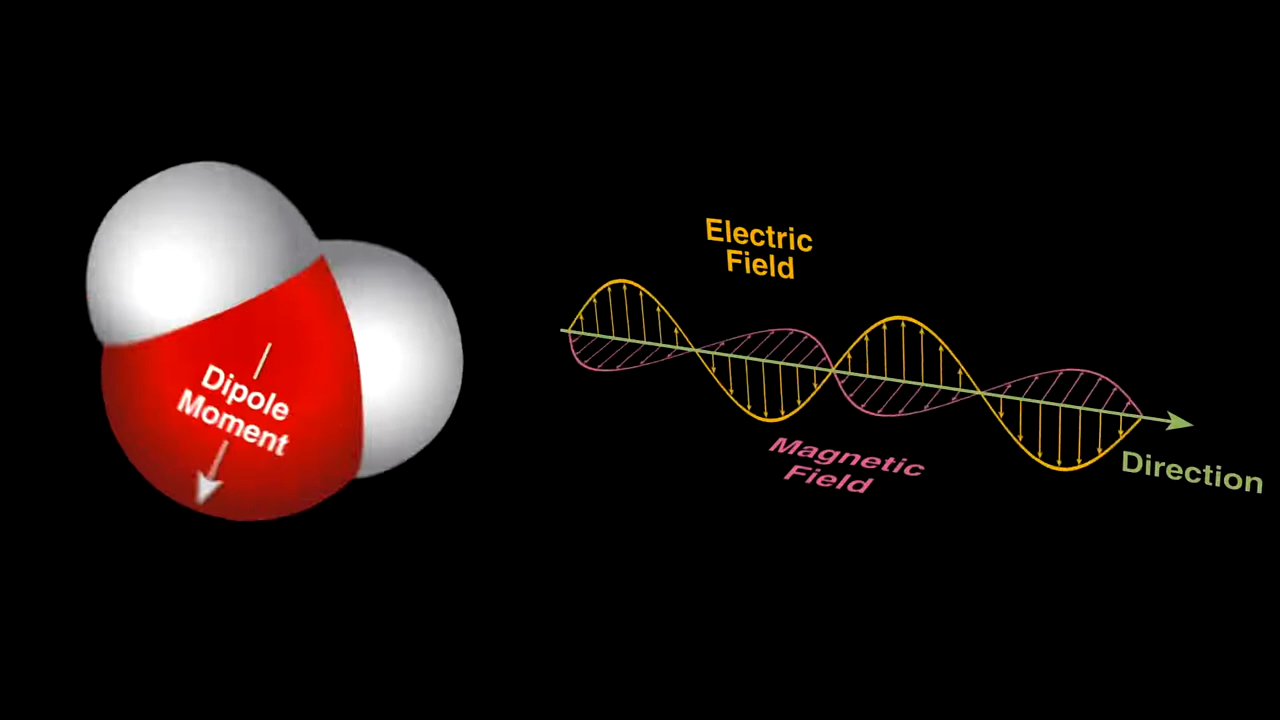 Dipole
Moment
Electric
Field
Magnetic
Field
Direction